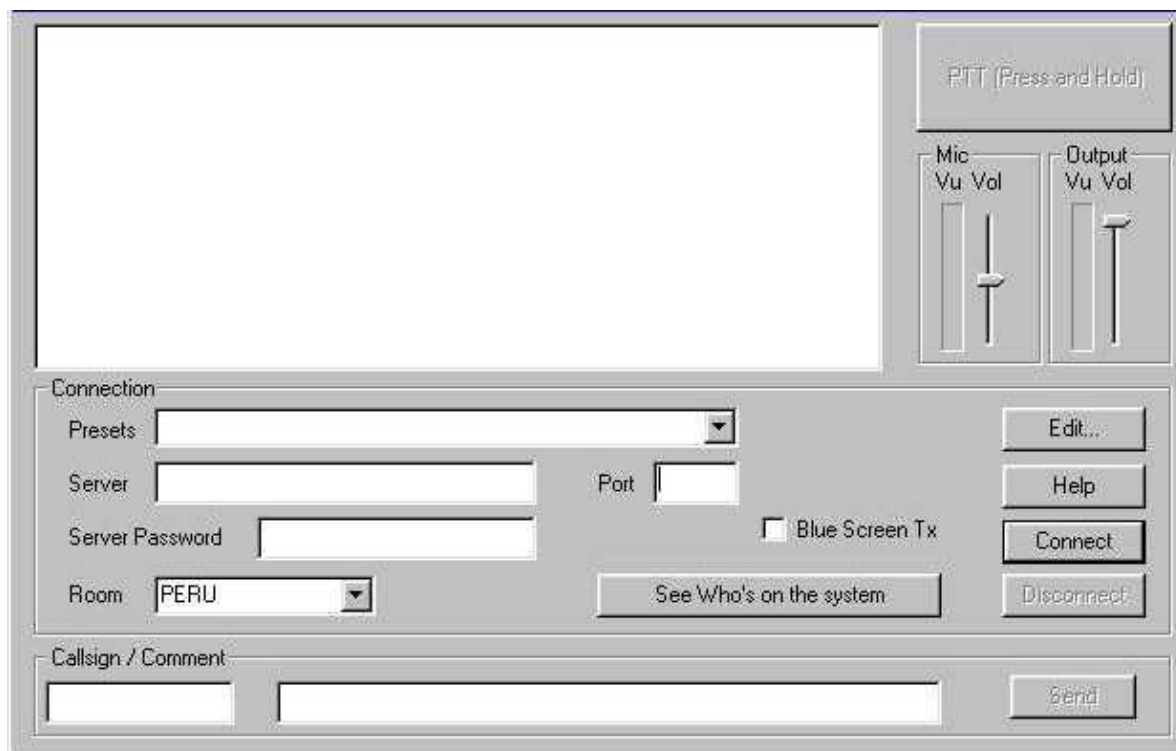 PTT (Press and Hold)
Mic
Vu Vol
Output
Vu Vol
Connection
Presets
Edit...
Server
Port
Help
Server Password
Blue Screen Tx
Connect
Room
PERU
See Who's on the system
Disconnect
Callsign / Comment
Send